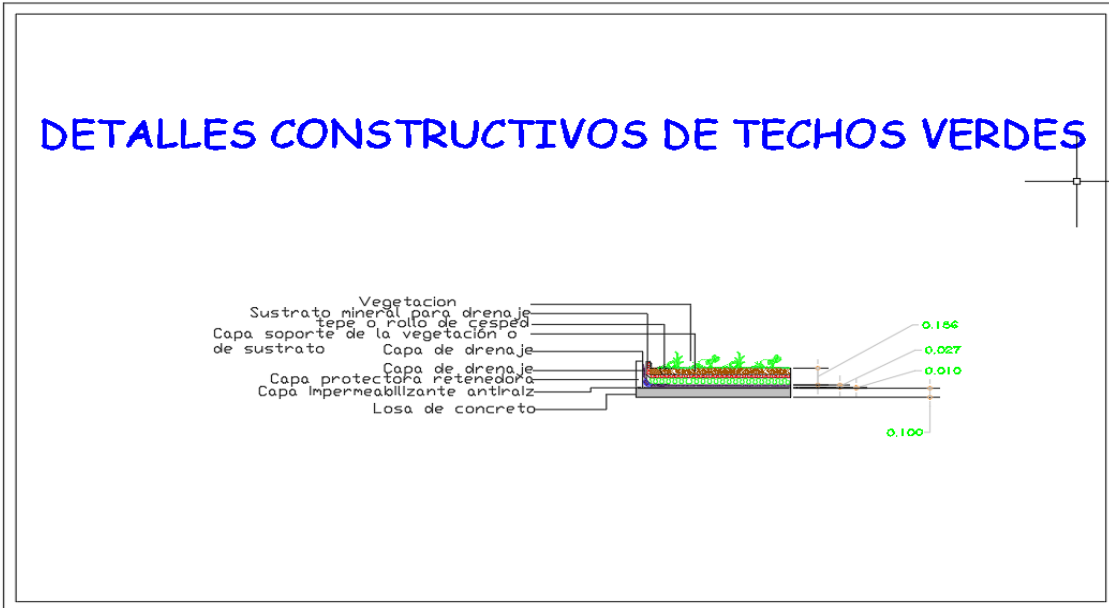 DETALLES CONSTRUCTIVOS DE TECHOS VERDES
Vegetacion
Sustrato mineral para drenaje
tepe o rollo de cesped
Capa soporte de la vegetación o
de sustrato
Capa de drenaje
Capa de drenaje
Capa protectora retenedora
Capa impermeabilizante antiraiz
Losa de concreto
0.186
0.027
0.010
0.100